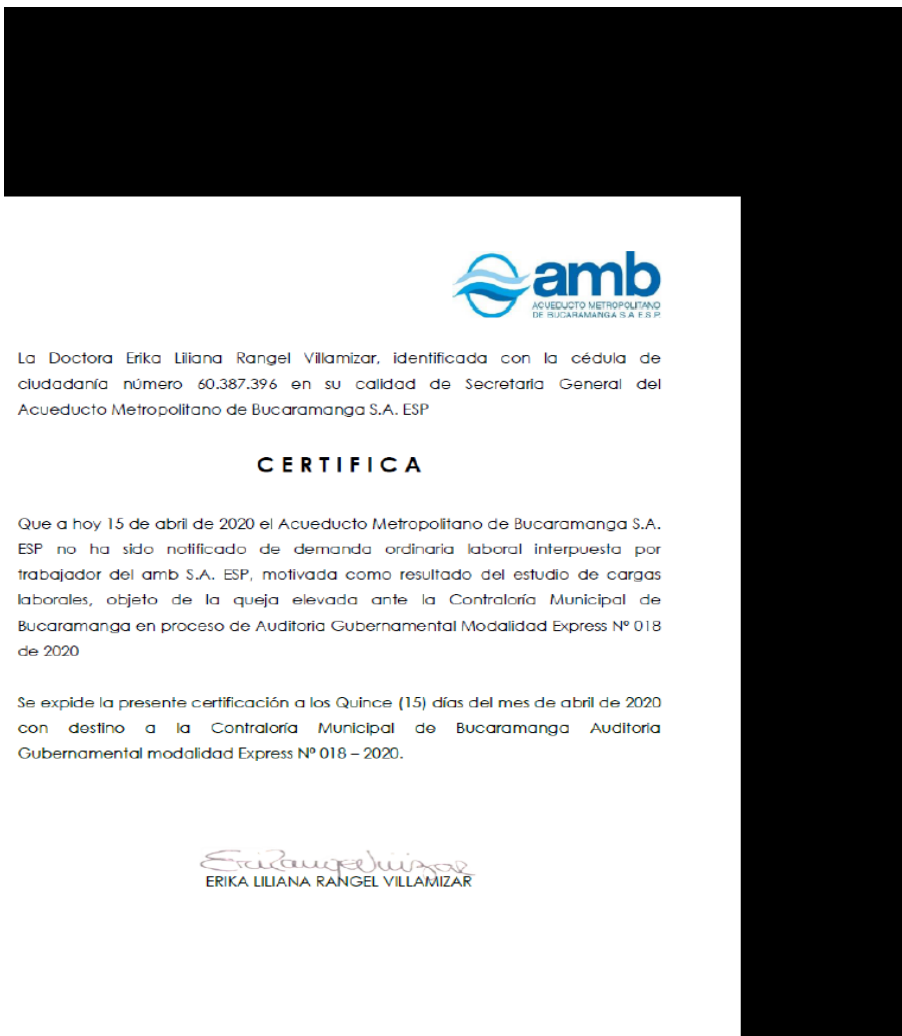 amb
ACUEDUCTO METROPOLITANO
DE BUCARAMANGA S.A. E.S.P.
La Doctora Erika Liliana Rangel Villamizar, identificada con la cédula de
ciudadanía número 60.387.396 en su calidad de Secretaria General del
Acueducto Metropolitano de Bucaramanga S.A. ESP
CERTIFICA
Que a hoy 15 de abril de 2020 el Acueducto Metropolitano de Bucaramanga S.A.
ESP no ha sido notificado de demanda ordinaria laboral interpuesta por
trabajador del amb S.A. ESP, motivada como resultado del estudio de cargas
laborales, objeto de la queja elevada ante la Contraloría Municipal de
Bucaramanga en proceso de Auditoria Gubernamental Modalidad Express Nº 018
de 2020
Se expide la presente certificación a los Quince (15) días del mes de abril de 2020
con destino a la Contraloría Municipal de Bucaramanga Auditoria
Gubernamental modalidad Express Nº 018 – 2020.
ERIKA LILIANA RANGEL VILLAMIZAR